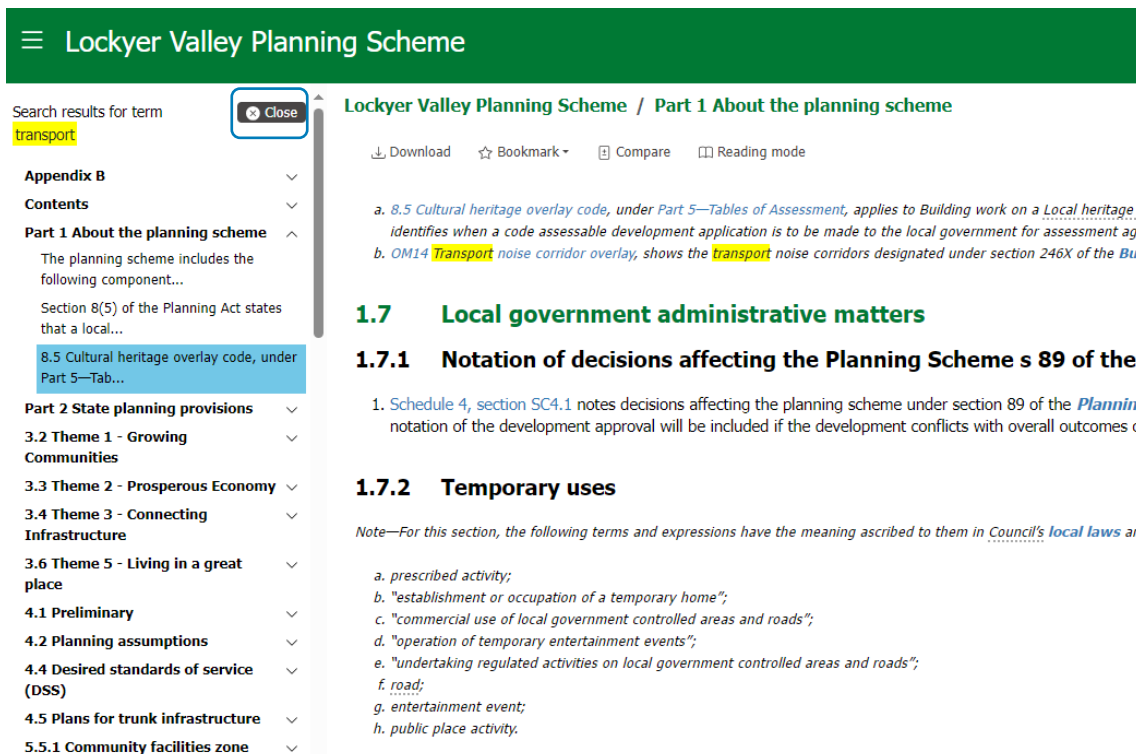 Lockyer Valley Planning Scheme
Search results for term
transport
Close
Appendix B
Contents
Part 1 About the planning scheme
The planning scheme includes the
following component...
Section 8(5) of the Planning Act states
that a local...
8.5 Cultural heritage overlay code, under
Part 5—Tab...
Part 2 State planning provisions
3.2 Theme 1 - Growing
Communities
3.3 Theme 2 - Prosperous Economy
3.4 Theme 3 - Connecting
Infrastructure
3.6 Theme 5 - Living in a great
place
4.1 Preliminary
4.2 Planning assumptions
4.4 Desired standards of service
(DSS)
4.5 Plans for trunk infrastructure
5.5.1 Community facilities zone
Lockyer Valley Planning Scheme / Part 1 About the planning scheme
Download Bookmark Compare Reading mode
a. 8.5 Cultural heritage overlay code, under Part 5—Tables of Assessment, applies to Building work on a Local heritage
identifies when a code assessable development application is to be made to the local government for assessment ag
b. OM14 Transport noise corridor overlay, shows the transport noise corridors designated under section 246X of the Bu
1.7 Local government administrative matters
1.7.1 Notation of decisions affecting the Planning Scheme s 89 of the
1. Schedule 4, section SC4.1 notes decisions affecting the planning scheme under section 89 of the Plannin
notation of the development approval will be included if the development conflicts with overall outcomes
1.7.2 Temporary uses
Note—For this section, the following terms and expressions have the meaning ascribed to them in Council's local laws
a. prescribed activity;
b. "establishment or occupation of a temporary home";
c. "commercial use of local government controlled areas and roads";
d. "operation of temporary entertainment events";
e. "undertaking regulated activities on local government controlled areas and roads";
f. road;
g. entertainment event;
h. public place activity.